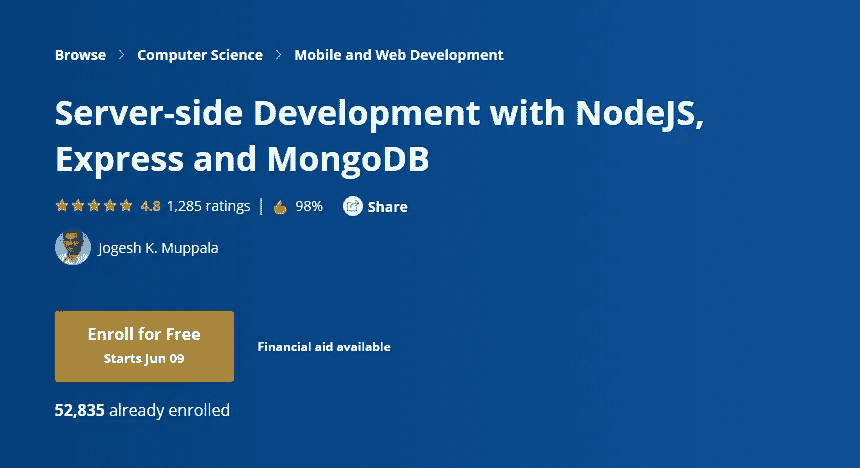 Browse > Computer Science > Mobile and Web Development
Server-side Development with NodeJS,
Express and MongoDB
4.8 1,285 ratings | 98% Share
Jogesh K. Muppala
Enroll for Free
Starts Jun 09
Financial aid available
52,835 already enrolled